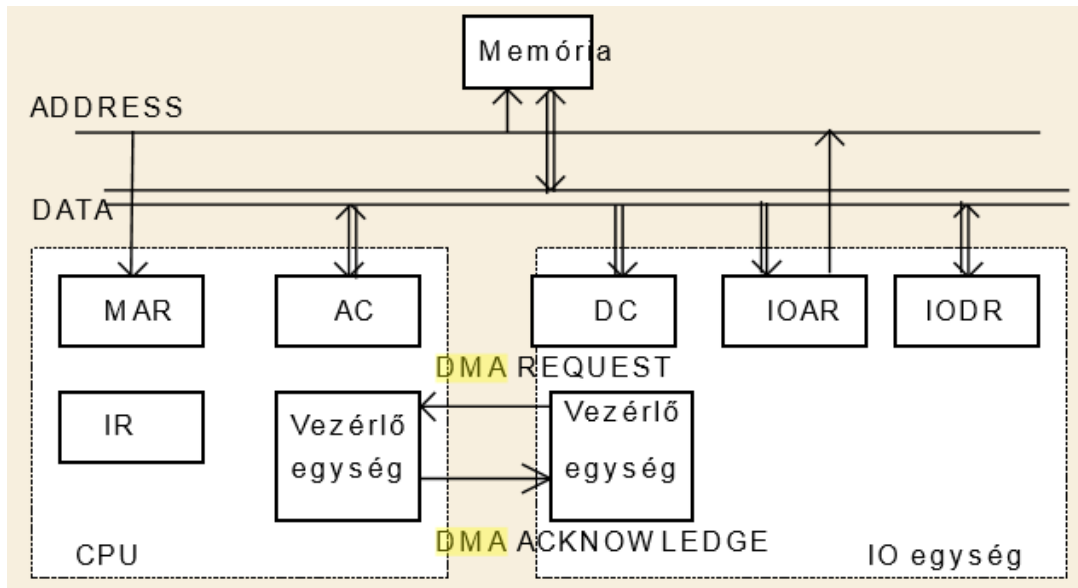 Memória
ADDRESS
DATA
MAR
AC
DC
IOAR
IODR
DMA REQUEST
IR
Vezérlő
egység
Vezérlő
egység
DMA ACKNOWLEDGE
CPU
IO egység